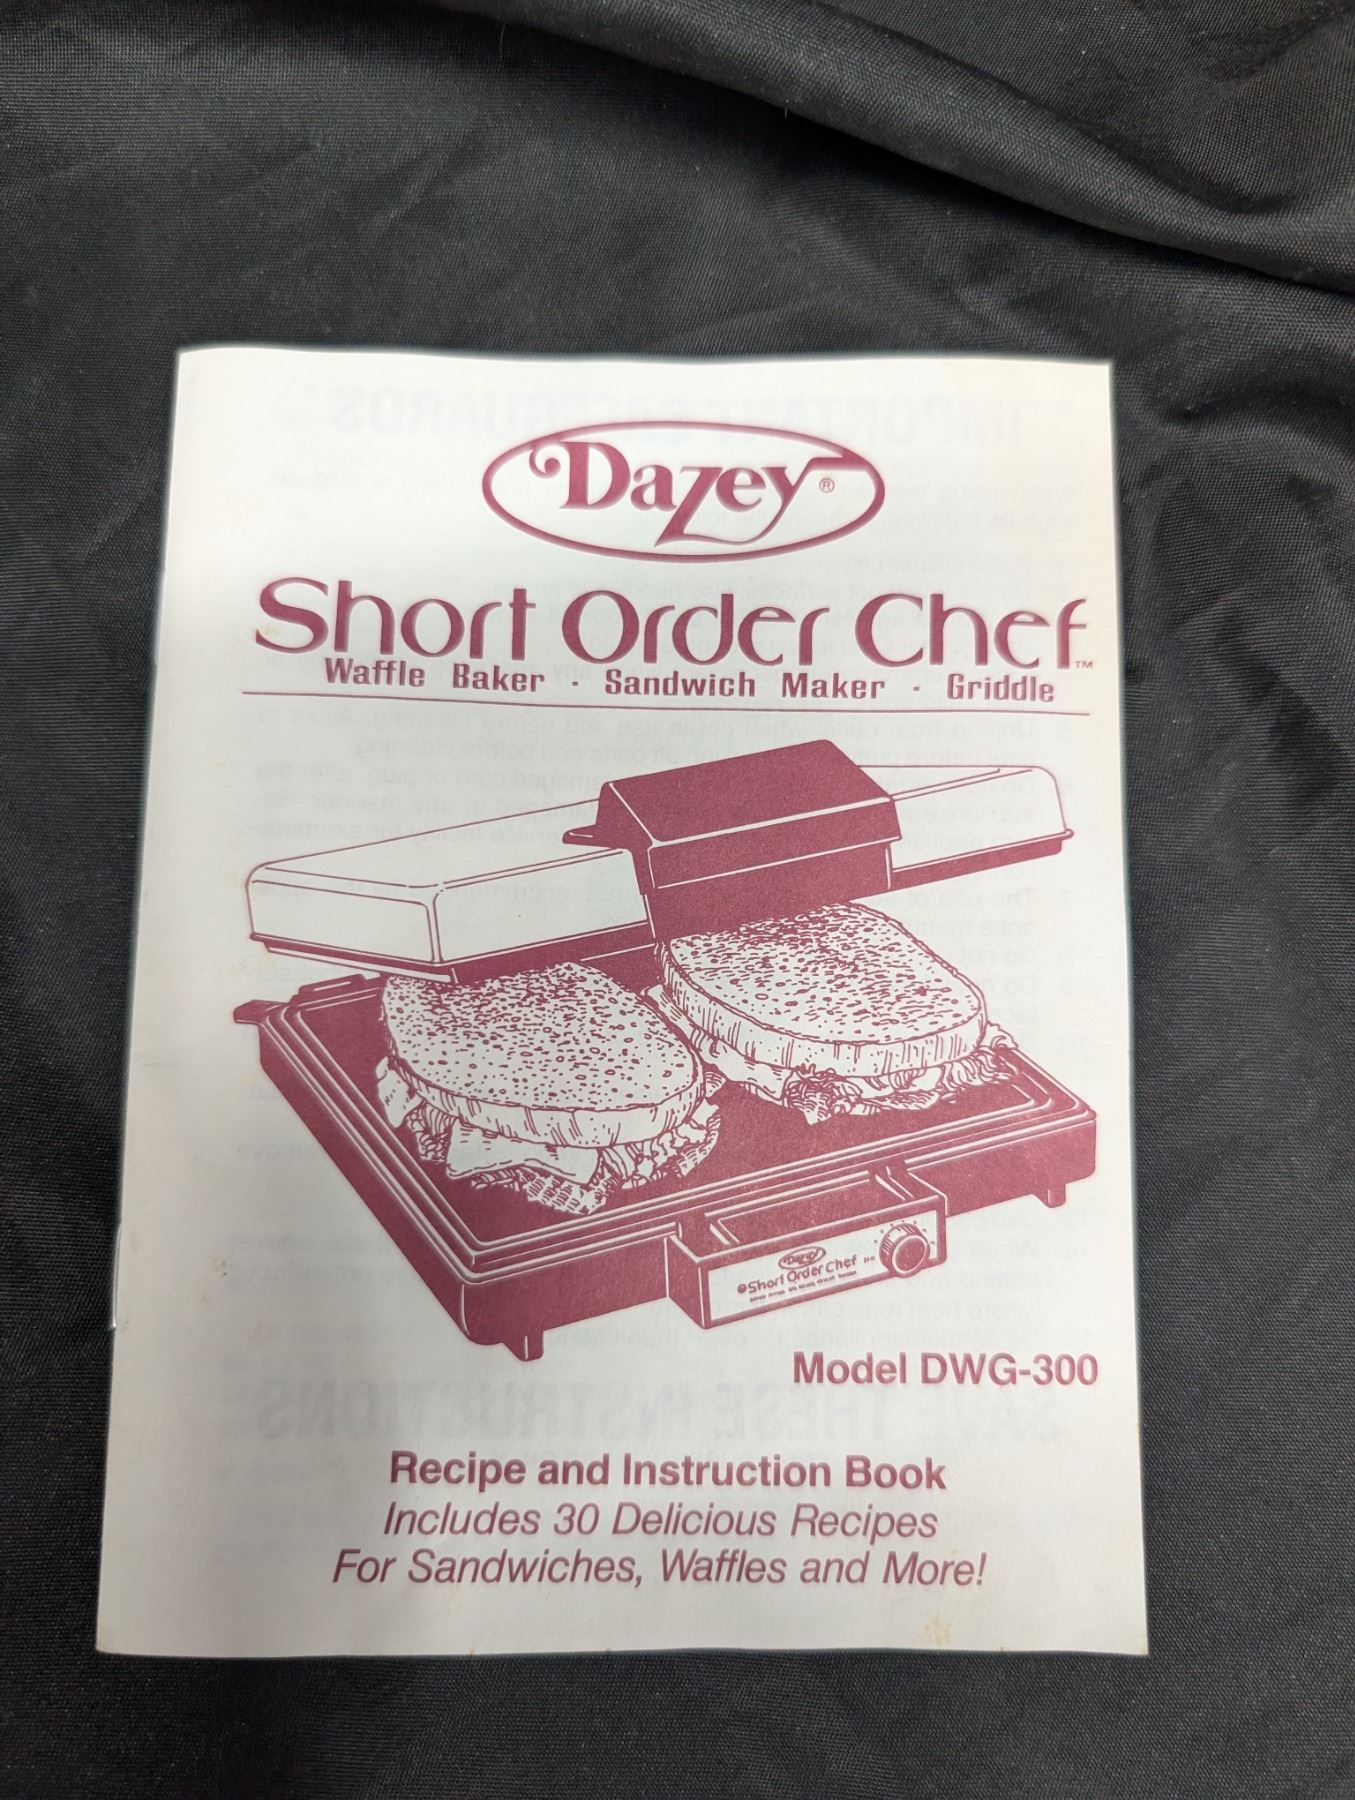 Dazey®
Short Order Chef™
Waffle Baker · Sandwich Maker · Griddle
Dazey
Short Order Chef
Model DWG-300
Recipe and Instruction Book
Includes 30 Delicious Recipes
For Sandwiches, Waffles and More!